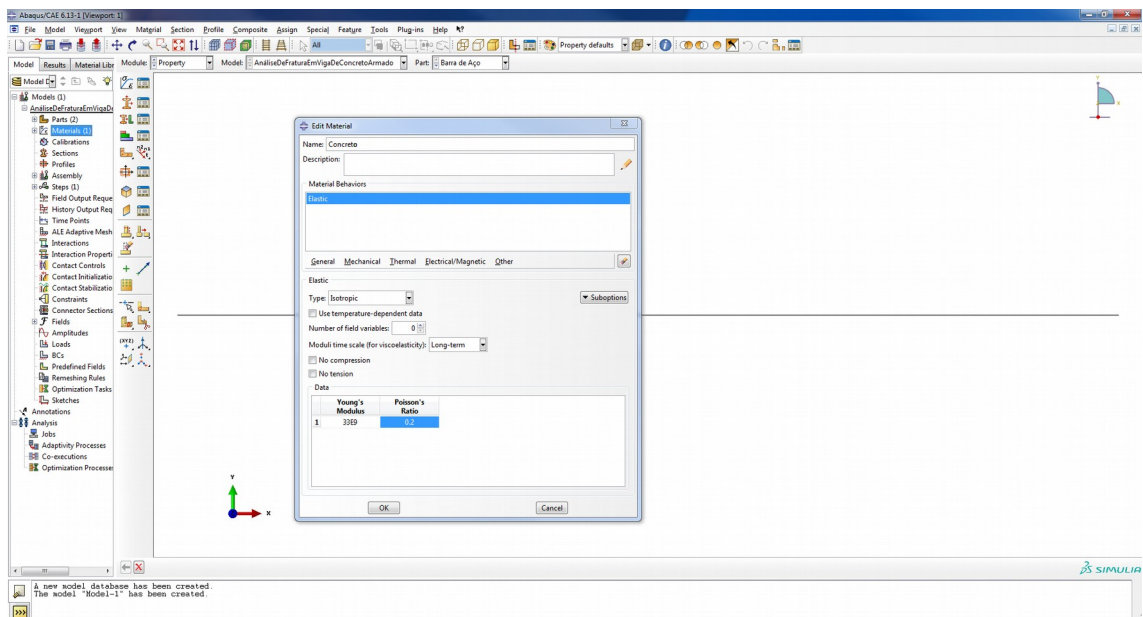 Abaqus/CAE 6.13-1 [Viewport: 1]
File Model Viewport View Material Section Profile Composite Assign Special Feature Tools Plug-ins Help
All Property defaults
Model Results Material Libr Module: Property Model: AnáliseDeFraturaEmVigaDeConcretoArmado Part: Barra de Aço
Model D
Models (1)
AnáliseDeFraturaEmVigaDe
Parts (2)
Materials (1)
Calibrations
Sections
Profiles
Assembly
Steps (1)
Field Output Reque
History Output Req
Time Points
ALE Adaptive Mesh
Interactions
Interaction Properti
Contact Controls
Contact Initializatio
Contact Stabilizatio
Constraints
Connector Sections
Fields
Amplitudes
Loads
BCs
Predefined Fields
Remeshing Rules
Optimization Tasks
Sketches
Annotations
Analysis
Jobs
Adaptivity Processes
Co-executions
Optimization Processes
Edit Material
Name: Concreto
Description:
Material Behaviors
Elastic
General Mechanical Thermal Electrical/Magnetic Other
Elastic
Type: Isotropic Suboptions
Use temperature-dependent data
Number of field variables: 0
Moduli time scale (for viscoelasticity): Long-term
No compression
No tension
Data
Young's Poisson's
Modulus Ratio
1 33E9 0.2
OK Cancel
Y
X
SIMULIA
A new model database has been created.
The model "Model-1" has been created.
>>>